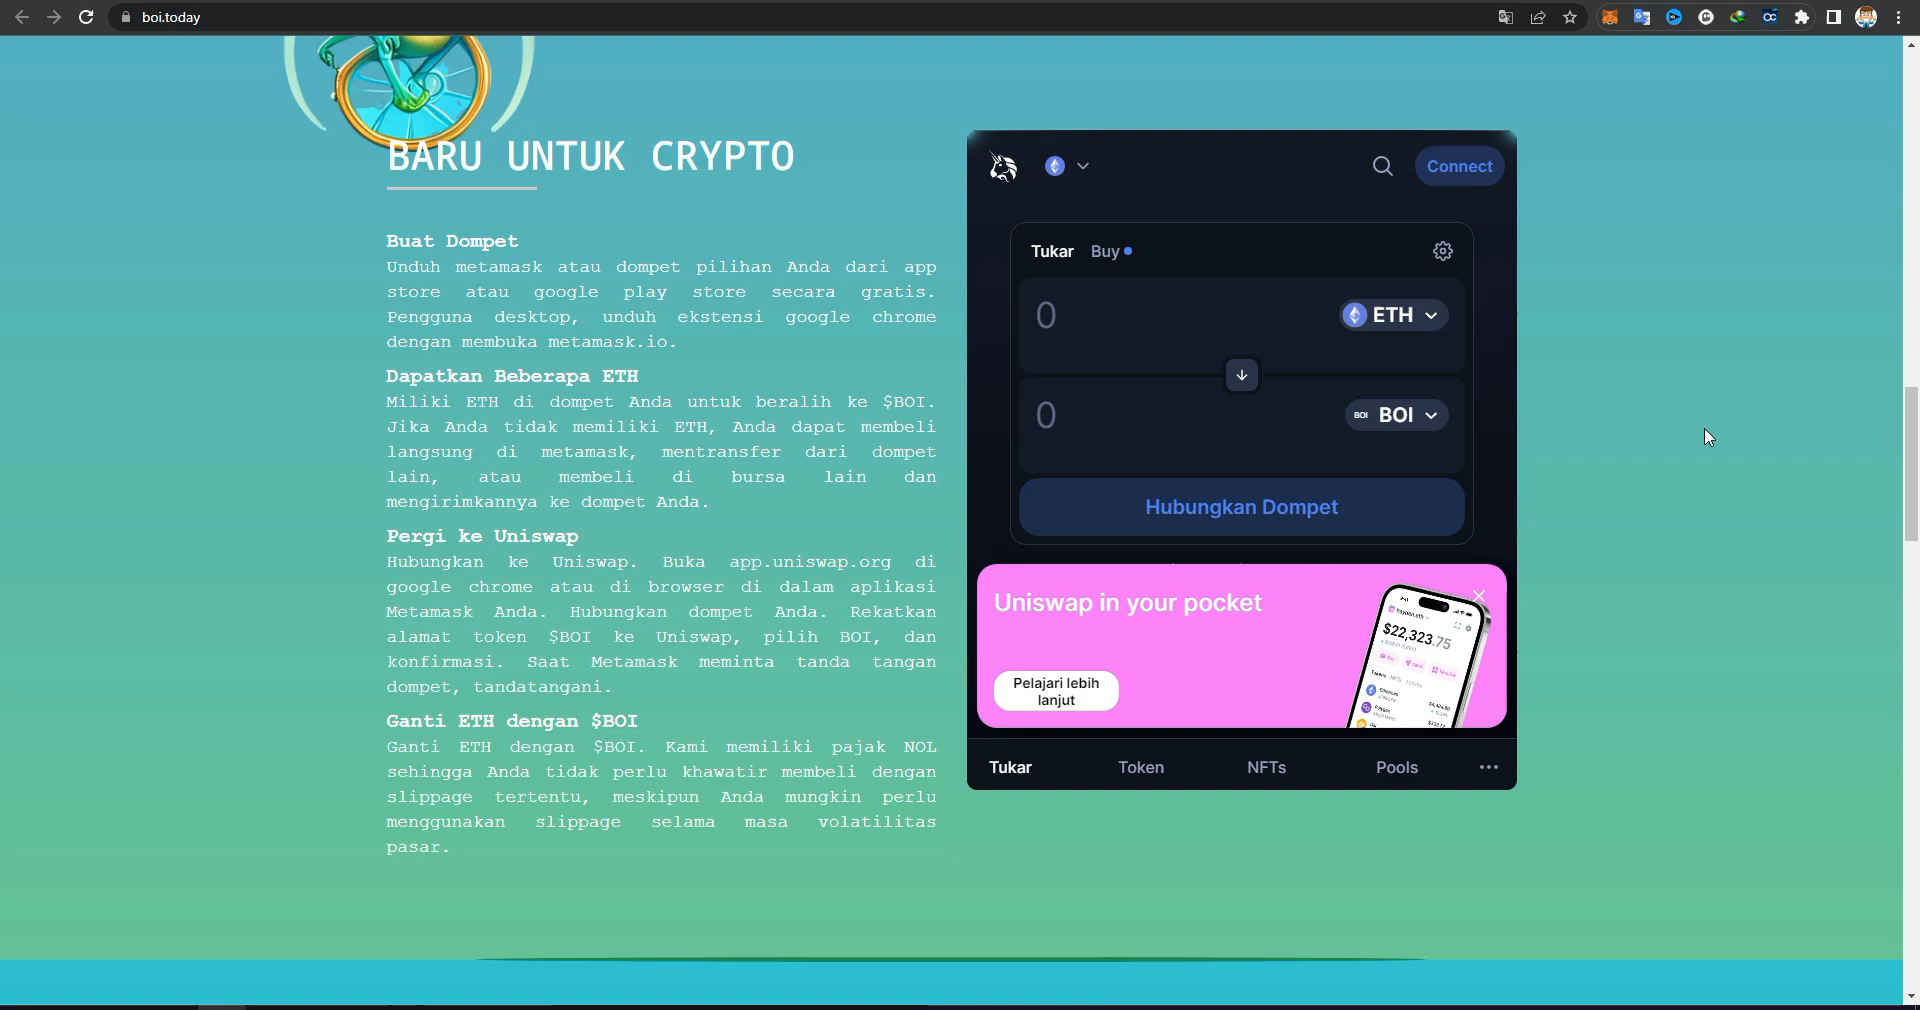 boi.today
BARU UNTUK CRYPTO
Buat Dompet
Unduh metamask atau dompet pilihan Anda dari app
store atau google play store secara gratis.
Pengguna desktop, unduh ekstensi google chrome
dengan membuka metamask.io.
Dapatkan Beberapa ETH
Miliki ETH di dompet Anda untuk beralih ke $BOI.
Jika Anda tidak memiliki ETH, Anda dapat membeli
langsung di metamask, mentransfer dari dompet
lain, atau membeli di bursa lain dan
mengirimkannya ke dompet Anda.
Pergi ke Uniswap
Hubungkan ke Uniswap. Buka app.uniswap.org di
google chrome atau di browser di dalam aplikasi
Metamask Anda. Hubungkan dompet Anda. Rekatkan
alamat token $BOI ke Uniswap, pilih BOI, dan
konfirmasi. Saat Metamask meminta tanda tangan
dompet, tandatangani.
Ganti ETH dengan $BOI
Ganti ETH dengan $BOI. Kami memiliki pajak NOL
sehingga Anda tidak perlu khawatir membeli dengan
slippage tertentu, meskipun Anda mungkin perlu
menggunakan slippage selama masa volatilitas
pasar.
Connect
Tukar Buy
0 ETH
0 BOI BOI
Hubungkan Dompet
Uniswap in your pocket
Pelajari lebih
lanjut
$22,323.75
Ethereum
Polygon
Tukar Token NFTs Pools